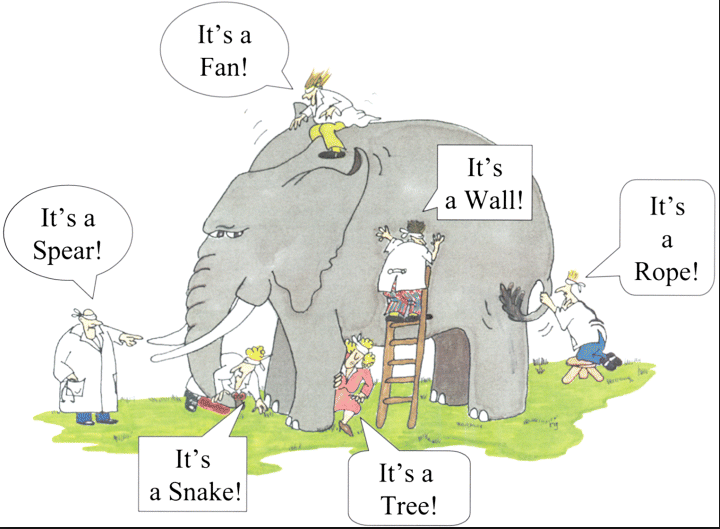 It's a
Fan!
It's
a Wall!
It's a
Spear!
It's
a
Rope!
It's
a Snake!
It's a
Tree!